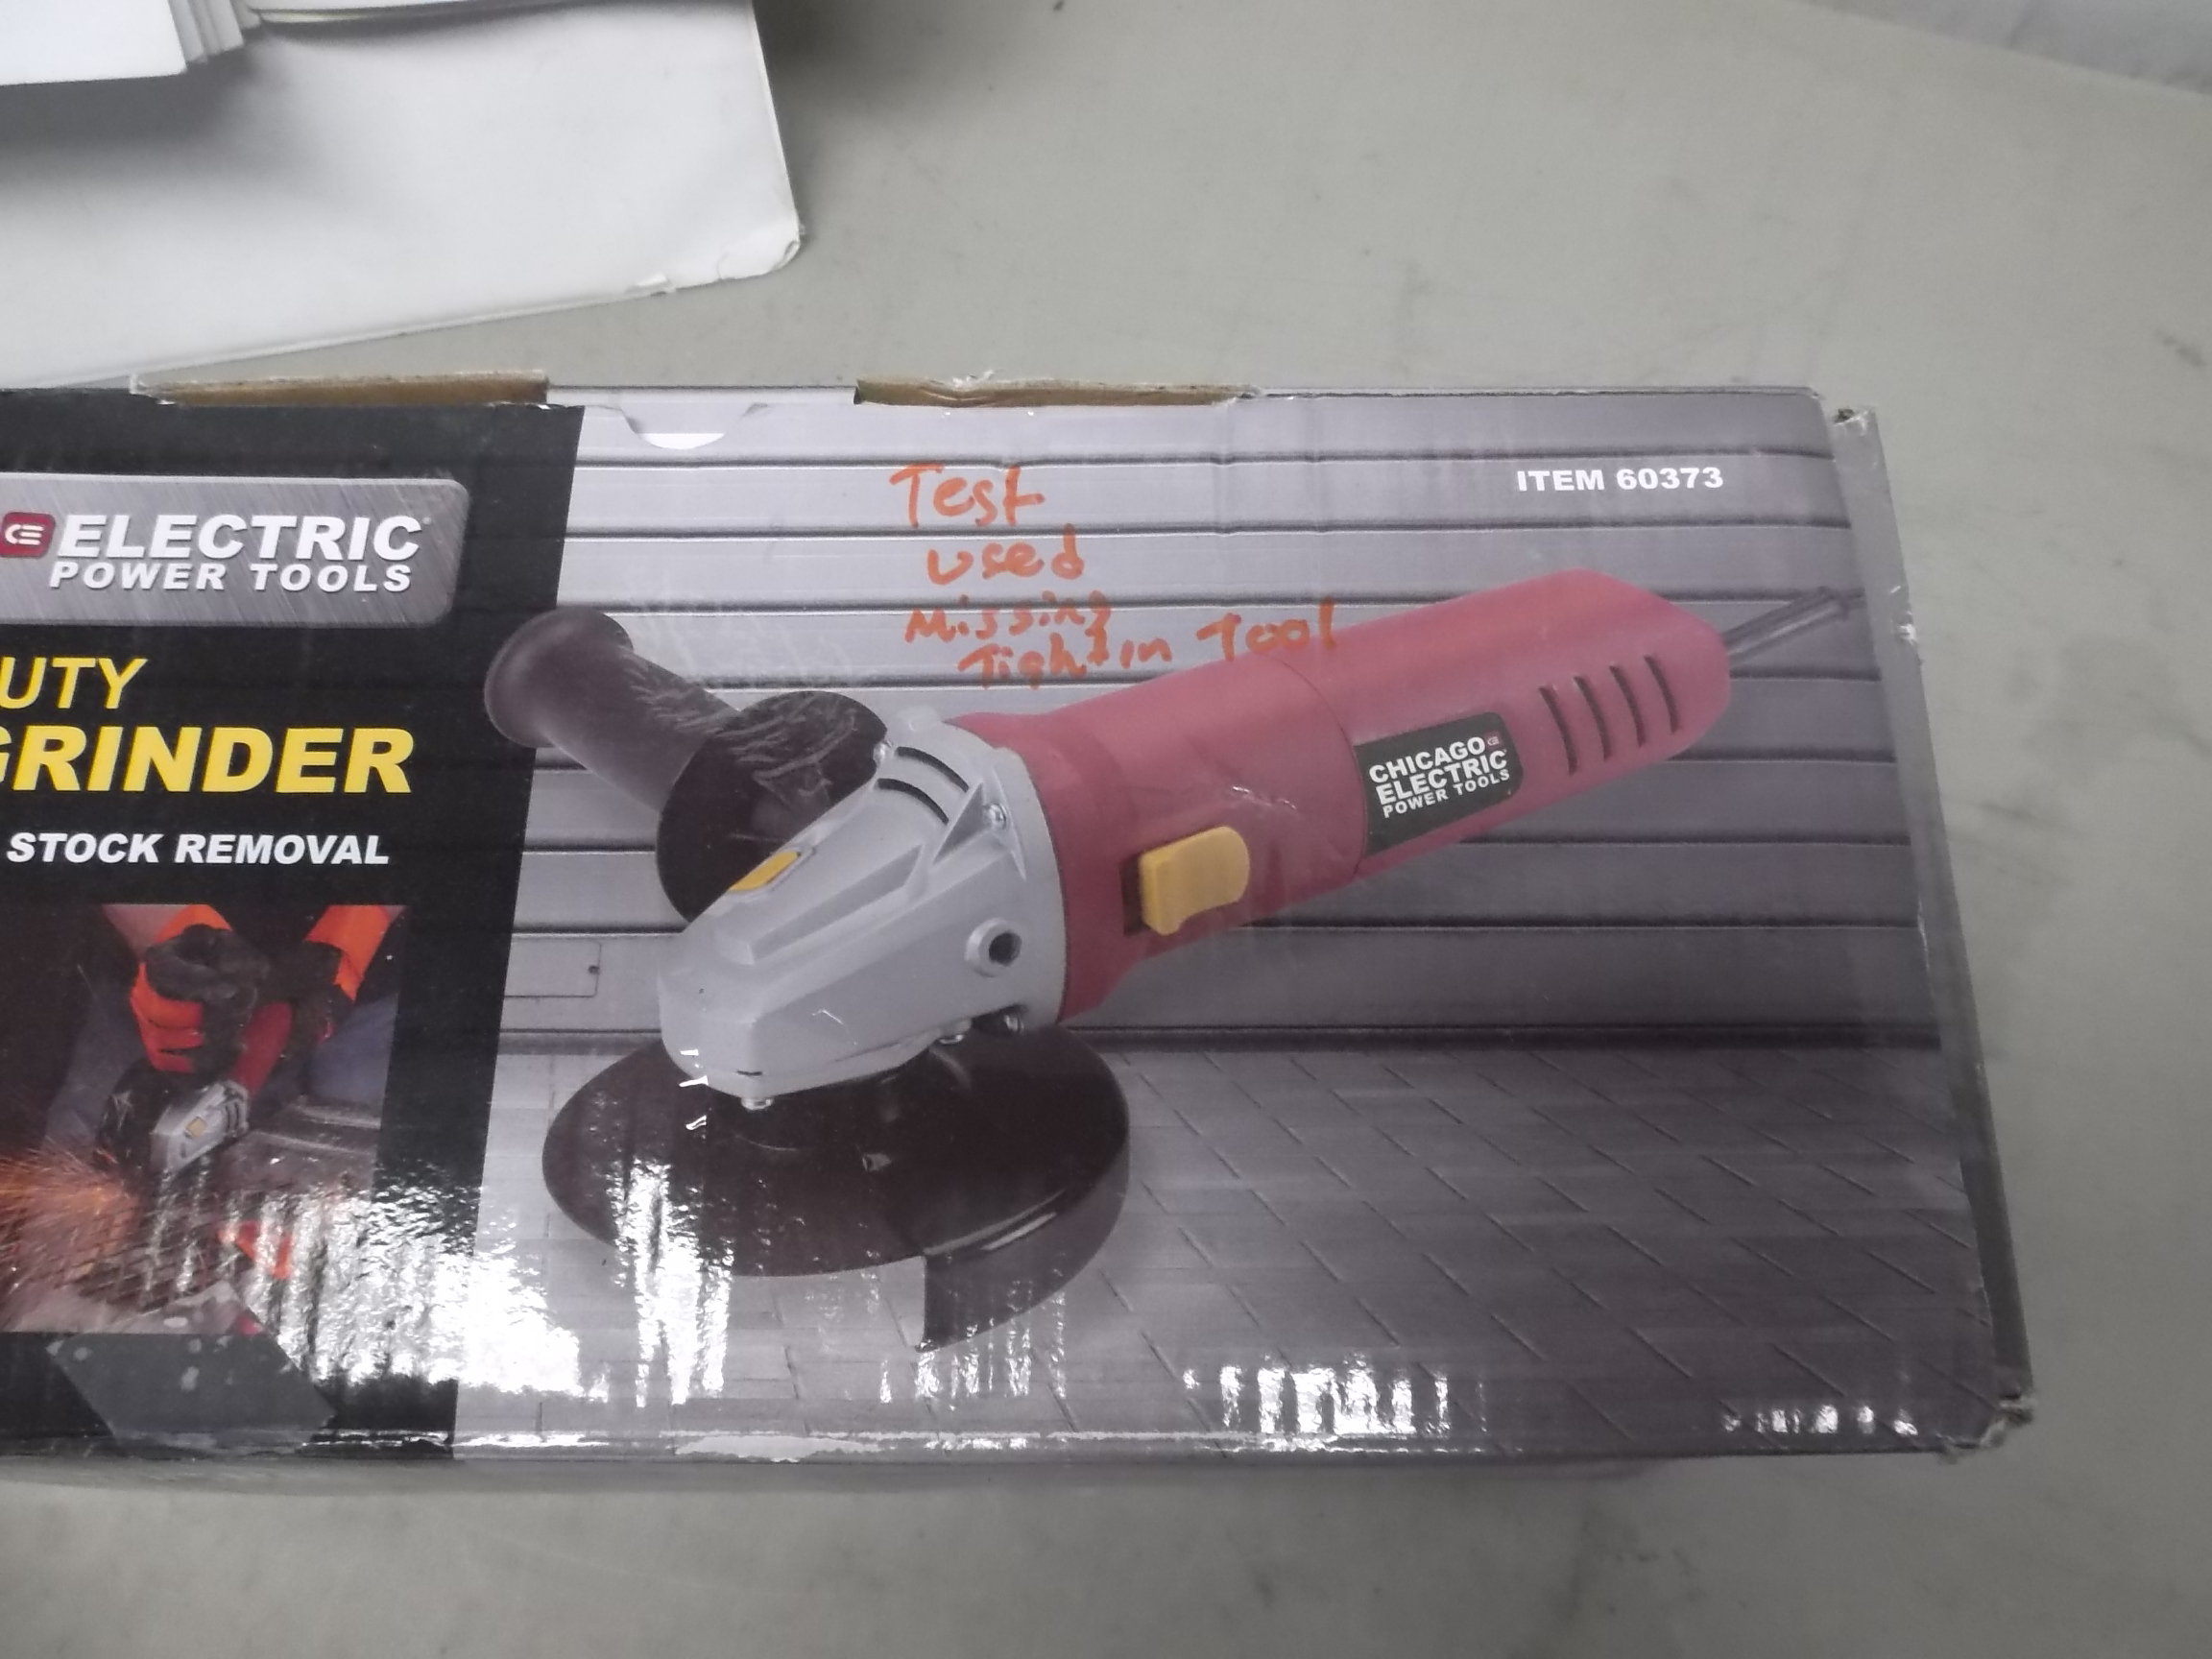 ELECTRIC
POWER TOOLS
UTY
GRINDER
STOCK REMOVAL
Test
used
Missing
Tightin Tool
ITEM 60373
CHICAGO
ELECTRIC
POWER TOOLS